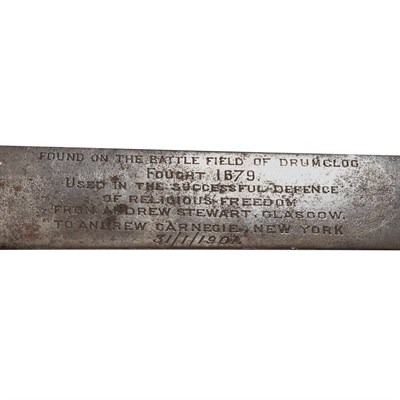 FOUND ON THE BATTLE FIELD OF DRUMCLOG
FOUGHT 1679.
USED IN THE SUCCESSFUL DEFENCE
OF RELIGIOUS FREEDOM
FROM ANDREW STEWART, GLASGOW.
TO ANDREW CARNEGIE, NEW YORK